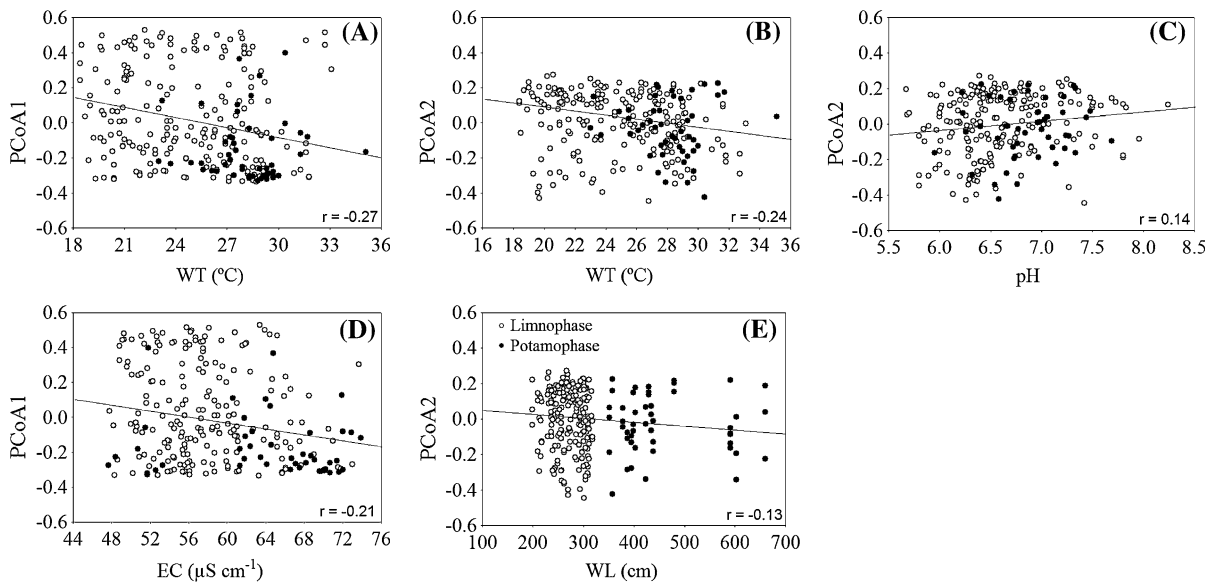 (A)
PCoA1
0.6
0.4
0.2
0.0
-0.2
-0.4
-0.6
r = -0.27
18 21 24 27 30 33 36
WT (ºC)
(B)
PCoA2
0.6
0.4
0.2
0.0
-0.2
-0.4
-0.6
r = -0.24
16 18 20 22 24 26 28 30 32 34 36
WT (ºC)
(C)
PCoA2
0.6
0.4
0.2
0.0
-0.2
-0.4
-0.6
r = 0.14
5.5 6.0 6.5 7.0 7.5 8.0 8.5
pH
(D)
PCoA1
0.6
0.4
0.2
0.0
-0.2
-0.4
-0.6
r = -0.21
44 48 52 56 60 64 68 72 76
EC (µS cm⁻¹)
(E)
Limnophase
Potamophase
PCoA2
0.6
0.4
0.2
0.0
-0.2
-0.4
-0.6
r = -0.13
100 200 300 400 500 600 700
WL (cm)